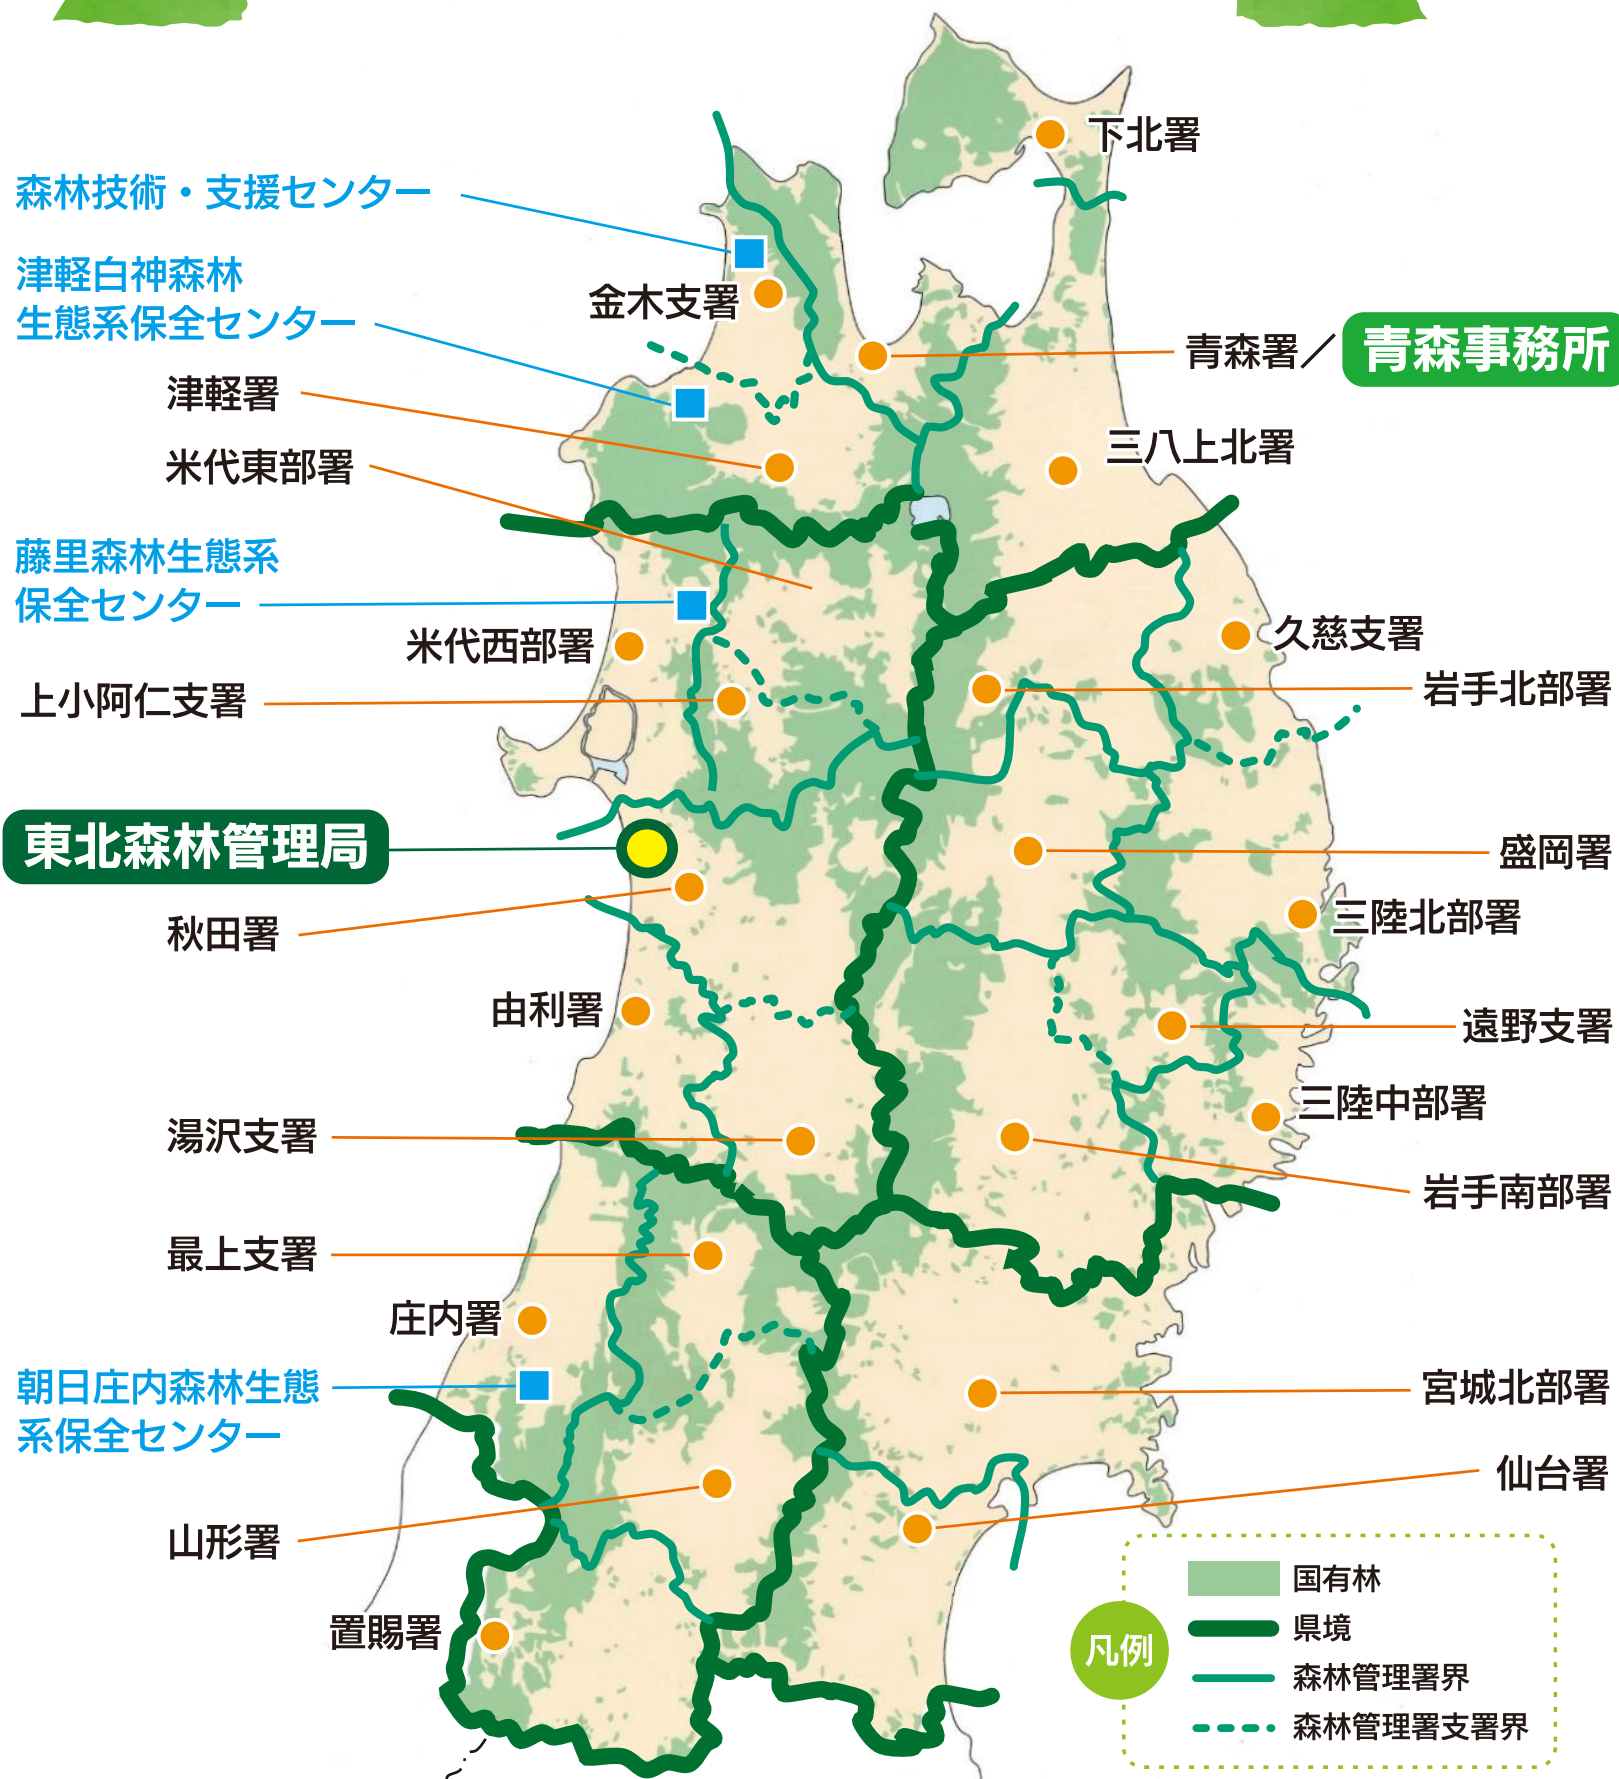 下北署
森林技術・支援センター
津軽白神森林
生態系保全センター
金木支署
青森署／
青森事務所
津軽署
三八上北署
米代東部署
藤里森林生態系
保全センター
久慈支署
米代西部署
岩手北部署
上小阿仁支署
東北森林管理局
盛岡署
三陸北部署
秋田署
由利署
遠野支署
三陸中部署
湯沢支署
岩手南部署
最上支署
庄内署
朝日庄内森林生態
系保全センター
宮城北部署
仙台署
山形署
置賜署
凡例
国有林
県境
森林管理署界
森林管理署支署界